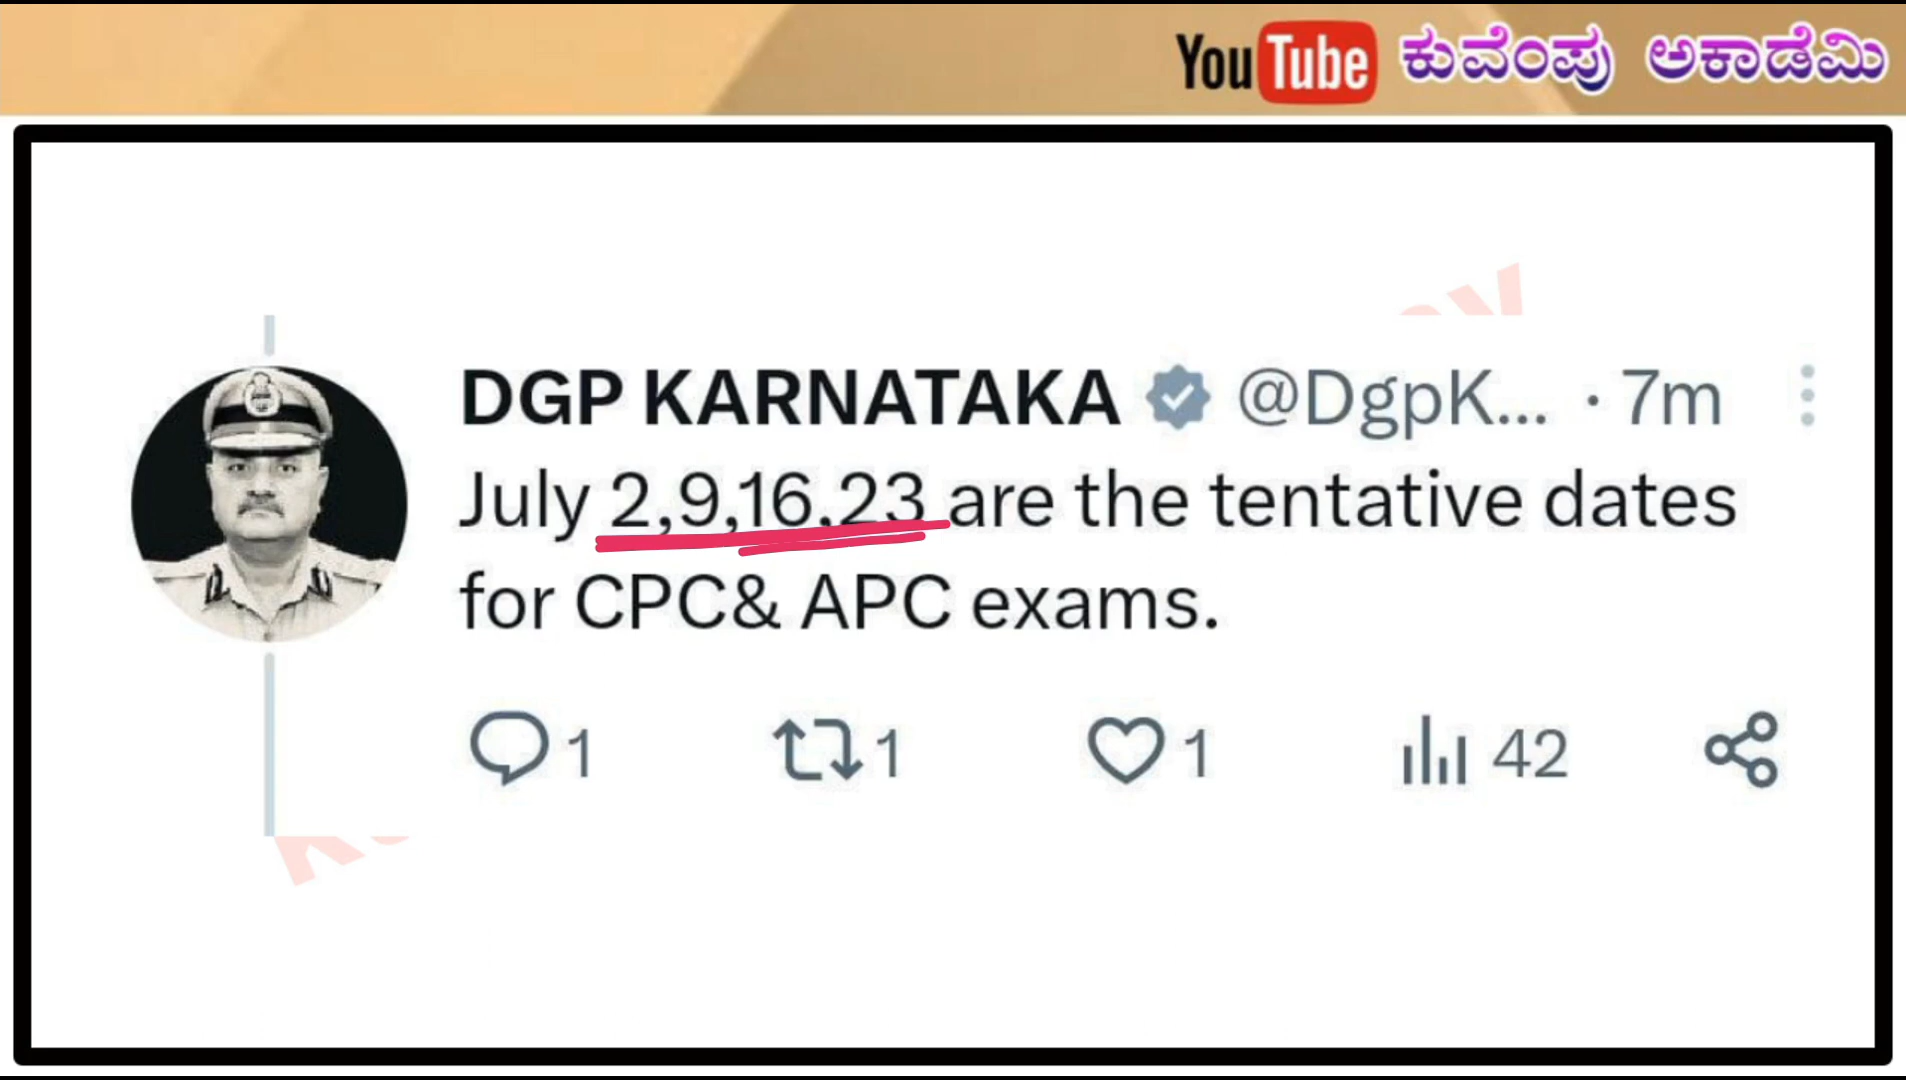 YouTube ಕುವೆಂಪು ಅಕಾಡೆಮಿ
DGP KARNATAKA @DgpK... · 7m
July 2,9,16,23 are the tentative dates
for CPC& APC exams.
1 1 1 42